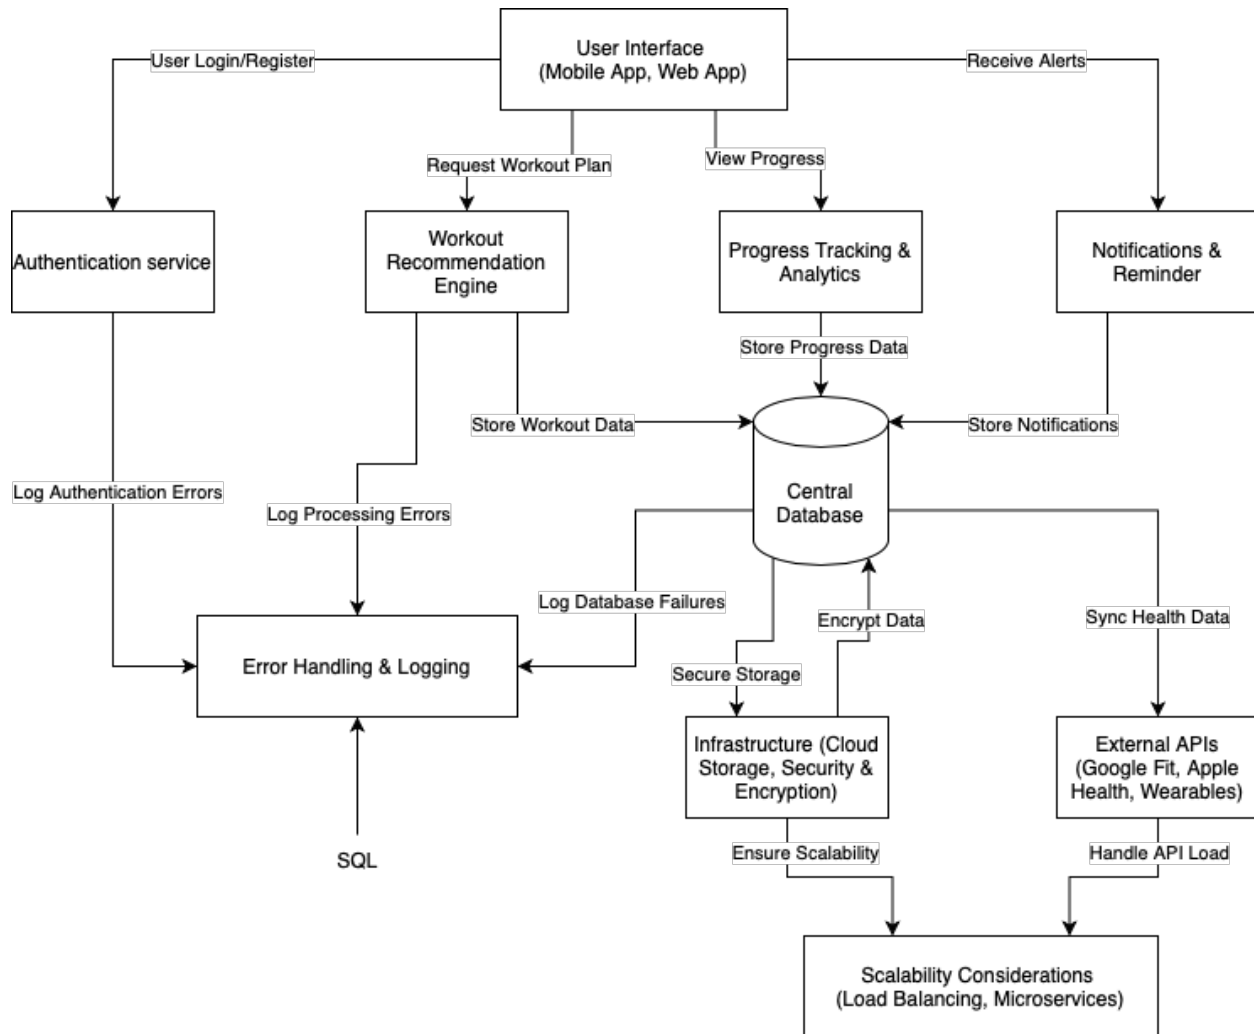 User Interface
(Mobile App, Web App)
User Login/Register
Receive Alerts
Request Workout Plan
View Progress
Authentication service
Workout
Recommendation
Engine
Progress Tracking &
Analytics
Notifications &
Reminder
Store Progress Data
Store Workout Data
Store Notifications
Log Authentication Errors
Log Processing Errors
Central
Database
Log Database Failures
Encrypt Data
Sync Health Data
Error Handling & Logging
Secure Storage
Infrastructure (Cloud
Storage, Security &
Encryption)
External APIs
(Google Fit, Apple
Health, Wearables)
SQL
Ensure Scalability
Handle API Load
Scalability Considerations
(Load Balancing, Microservices)